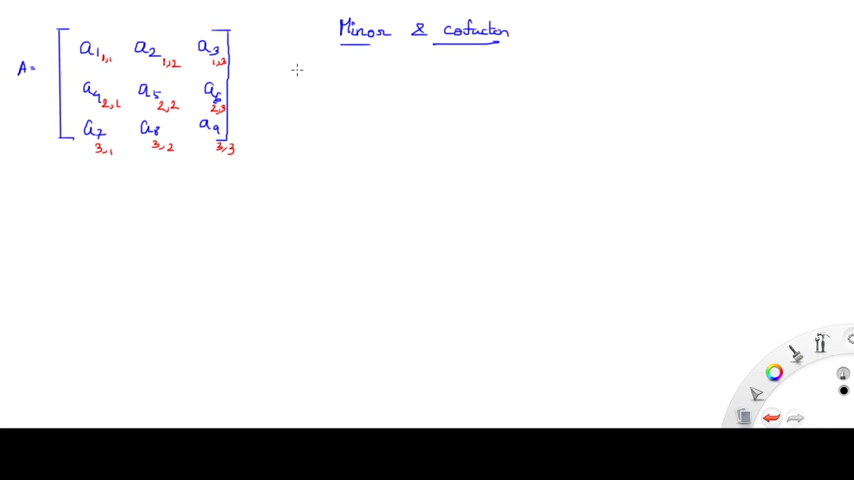 Minor & cofactor
A = [ a1 1,1 a2 1,2 a3 1,3
a4 2,1 a5 2,2 a6 2,3
a7 3,1 a8 3,2 a9 3,3 ]